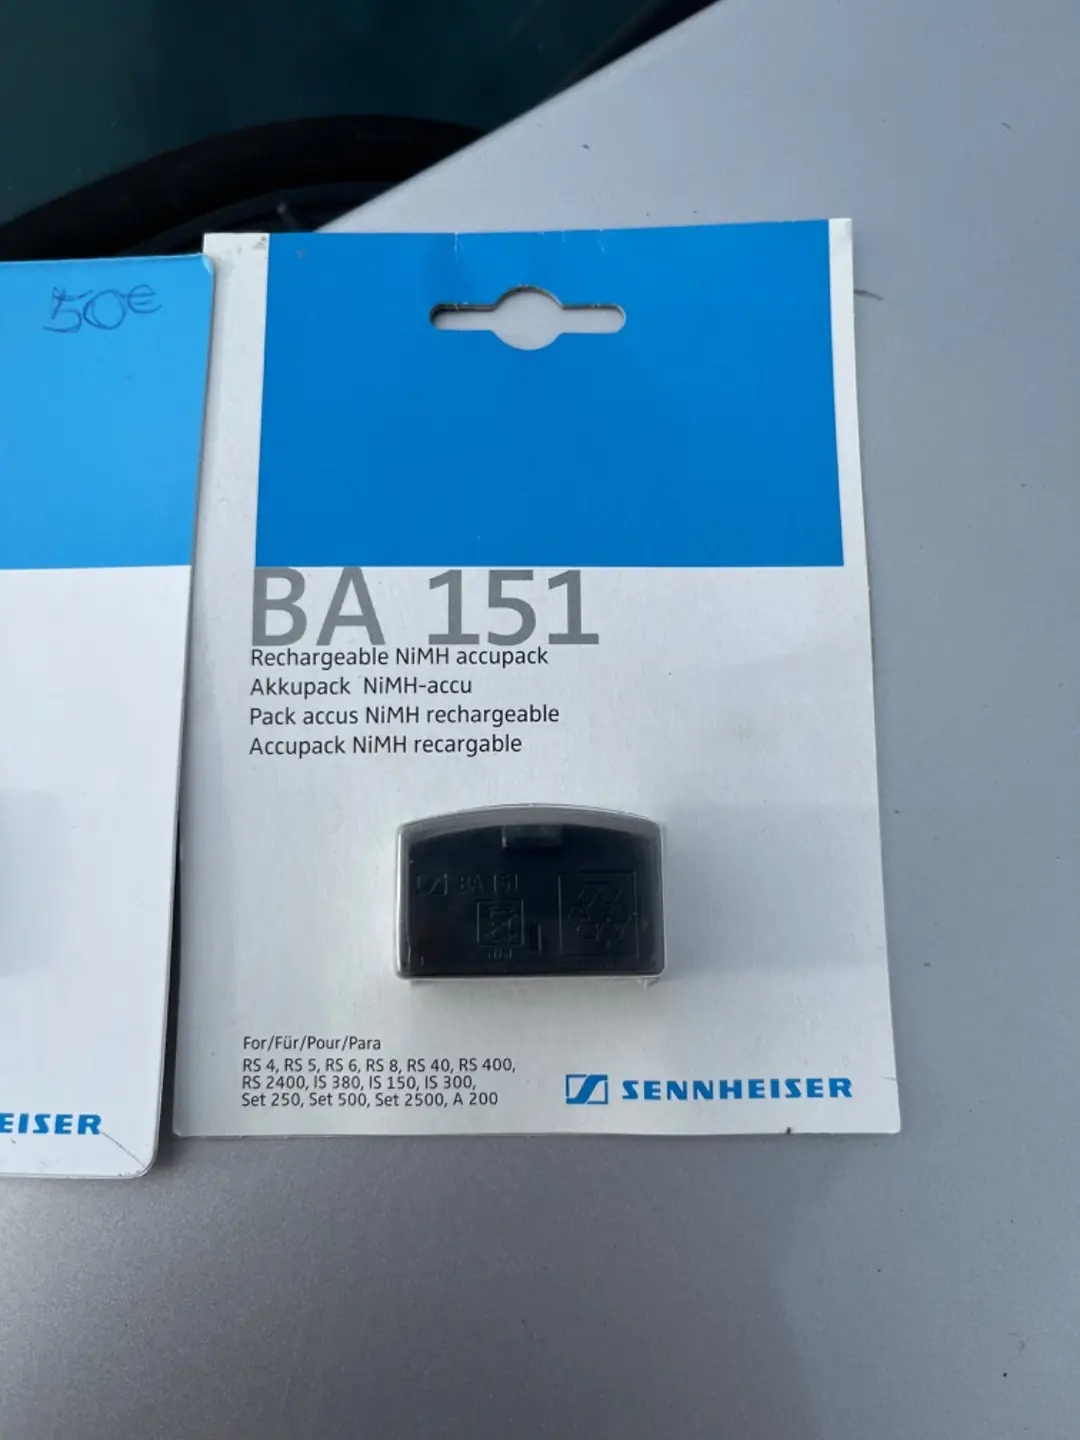 50€
BA 151
Rechargeable NiMH accupack
Akkupack NiMH-accu
Pack accus NiMH rechargeable
Accupack NiMH recargable
BA 151
For/Für/Pour/Para
RS 4, RS 5, RS 6, RS 8, RS 40, RS 400,
RS 2400, IS 380, IS 150, IS 300,
Set 250, Set 500, Set 2500, A 200
SENNHEISER
EISER